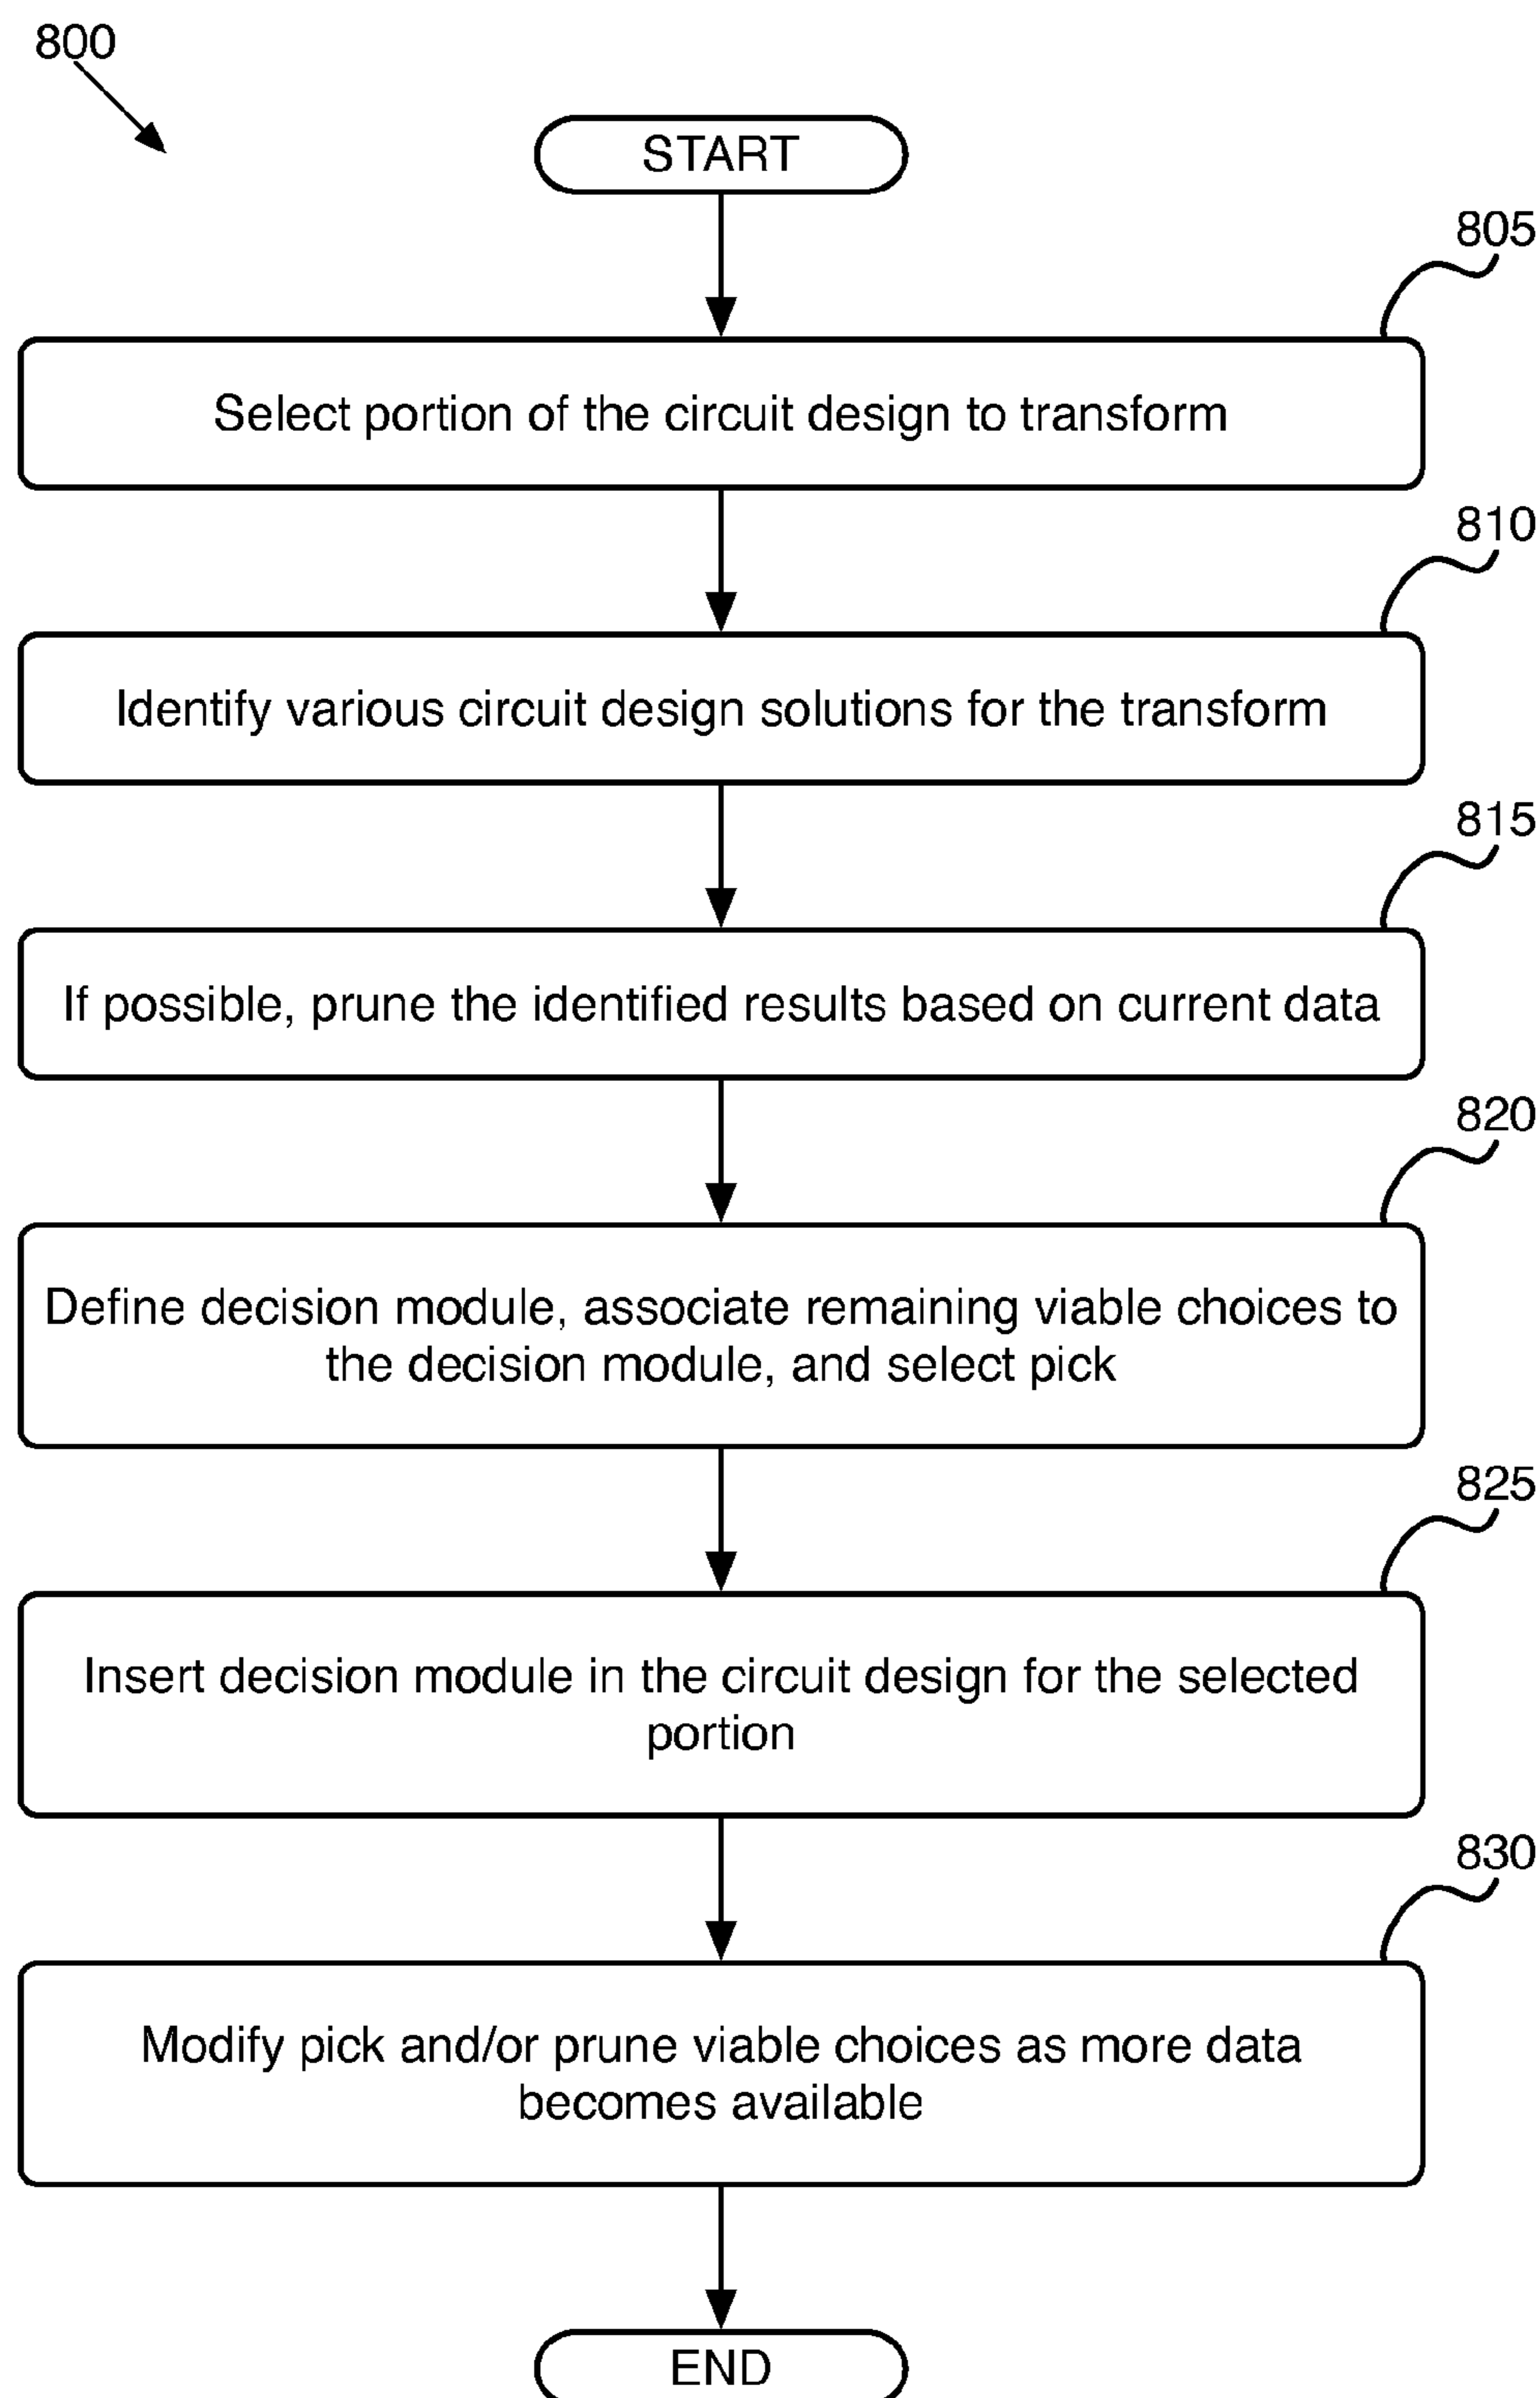 800
START
805
Select portion of the circuit design to transform
810
Identify various circuit design solutions for the transform
815
If possible, prune the identified results based on current data
820
Define decision module, associate remaining viable choices to
the decision module, and select pick
825
Insert decision module in the circuit design for the selected
portion
830
Modify pick and/or prune viable choices as more data
becomes available
END